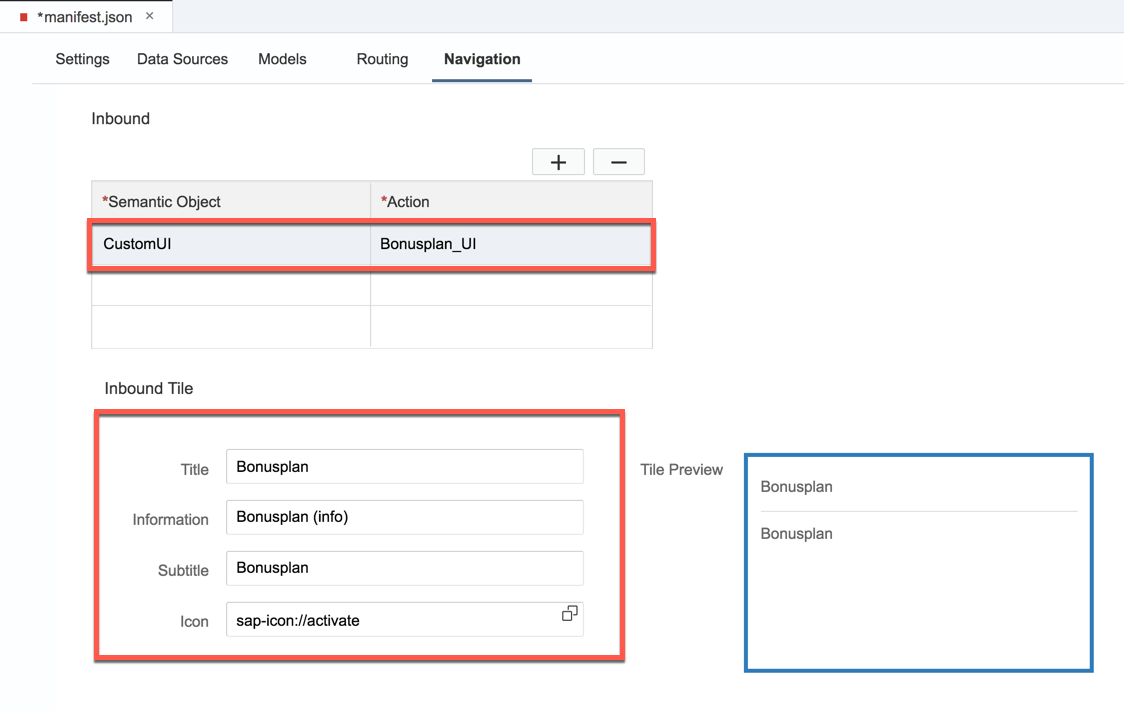 *manifest.json ×
Settings Data Sources Models Routing Navigation
Inbound
+ −
*Semantic Object *Action
CustomUI Bonusplan_UI
Inbound Tile
Title Bonusplan
Information Bonusplan (info)
Subtitle Bonusplan
Icon sap-icon://activate
Tile Preview
Bonusplan
Bonusplan